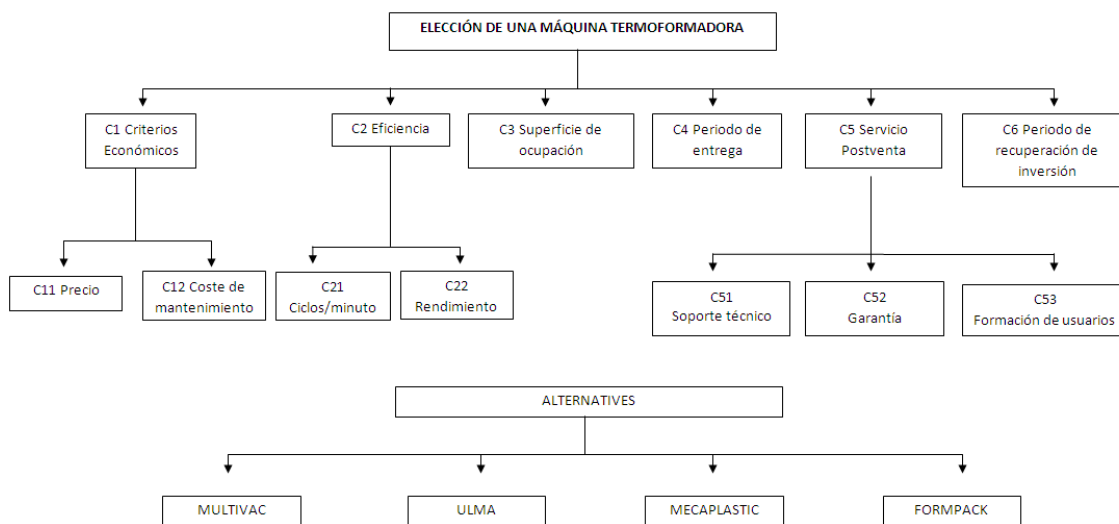 ELECCIÓN DE UNA MÁQUINA TERMOFORMADORA
C1 Criterios
Económicos
C2 Eficiencia
C3 Superficie de
ocupación
C4 Periodo de
entrega
C5 Servicio
Postventa
C6 Periodo de
recuperación de
inversión
C11 Precio
C12 Coste de
mantenimiento
C21
Ciclos/minuto
C22
Rendimiento
C51
Soporte técnico
C52
Garantía
C53
Formación de usuarios
ALTERNATIVES
MULTIVAC
ULMA
MECAPLASTIC
FORMPACK